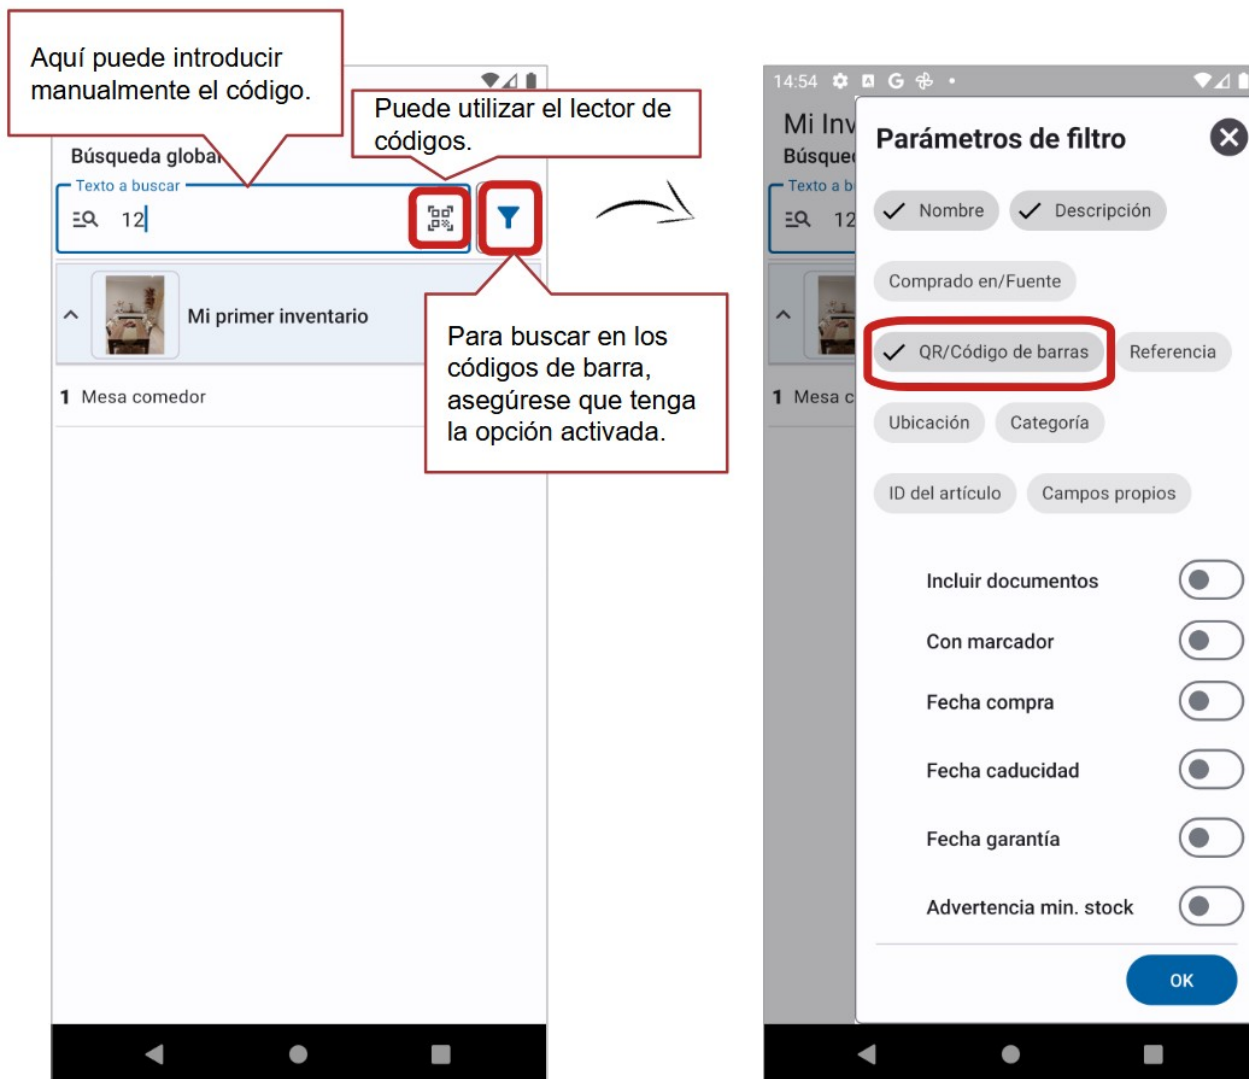 Aquí puede introducir
manualmente el código.
Puede utilizar el lector de
códigos.
Búsqueda global
Texto a buscar
12
Mi primer inventario
Para buscar en los
códigos de barra,
asegúrese que tenga
la opción activada.
1 Mesa comedor
14:54 G
Mi Inv
Búsque
Texto a b
12
1 Mesa c
Parámetros de filtro
Nombre Descripción
Comprado en/Fuente
QR/Código de barras Referencia
Ubicación Categoría
ID del artículo Campos propios
Incluir documentos
Con marcador
Fecha compra
Fecha caducidad
Fecha garantía
Advertencia min. stock
OK